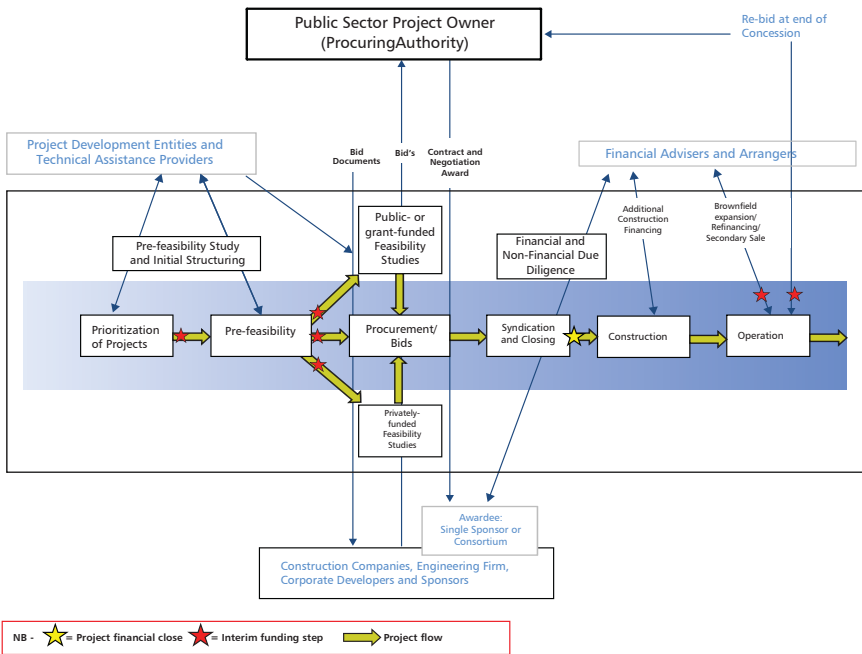 Public Sector Project Owner
(ProcuringAuthority)
Re-bid at end of
Concession
Project Development Entities and
Technical Assistance Providers
Bid
Documents
Bid's
Contract and
Negotiation
Award
Financial Advisers and Arrangers
Pre-feasibility Study
and Initial Structuring
Public- or
grant-funded
Feasibility
Studies
Financial and
Non-Financial Due
Diligence
Additional
Construction
Financing
Brownfield
expansion/
Refinancing/
Secondary Sale
Prioritization
of Projects
Pre-feasibility
Procurement/
Bids
Syndication
and Closing
Construction
Operation
Privately-
funded
Feasibility
Studies
Awardee:
Single Sponsor or
Consortium
Construction Companies, Engineering Firm,
Corporate Developers and Sponsors
NB - = Project financial close = Interim funding step Project flow